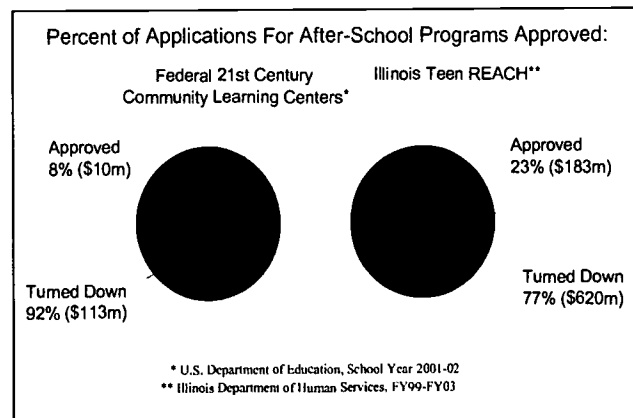 Percent of Applications For After-School Programs Approved:
Federal 21st Century
Community Learning Centers*
Illinois Teen REACH**
Approved
8% ($10m)
Turned Down
92% ($113m)
Approved
23% ($183m)
Turned Down
77% ($620m)
* U.S. Department of Education, School Year 2001-02
** Illinois Department of Human Services, FY99-FY03